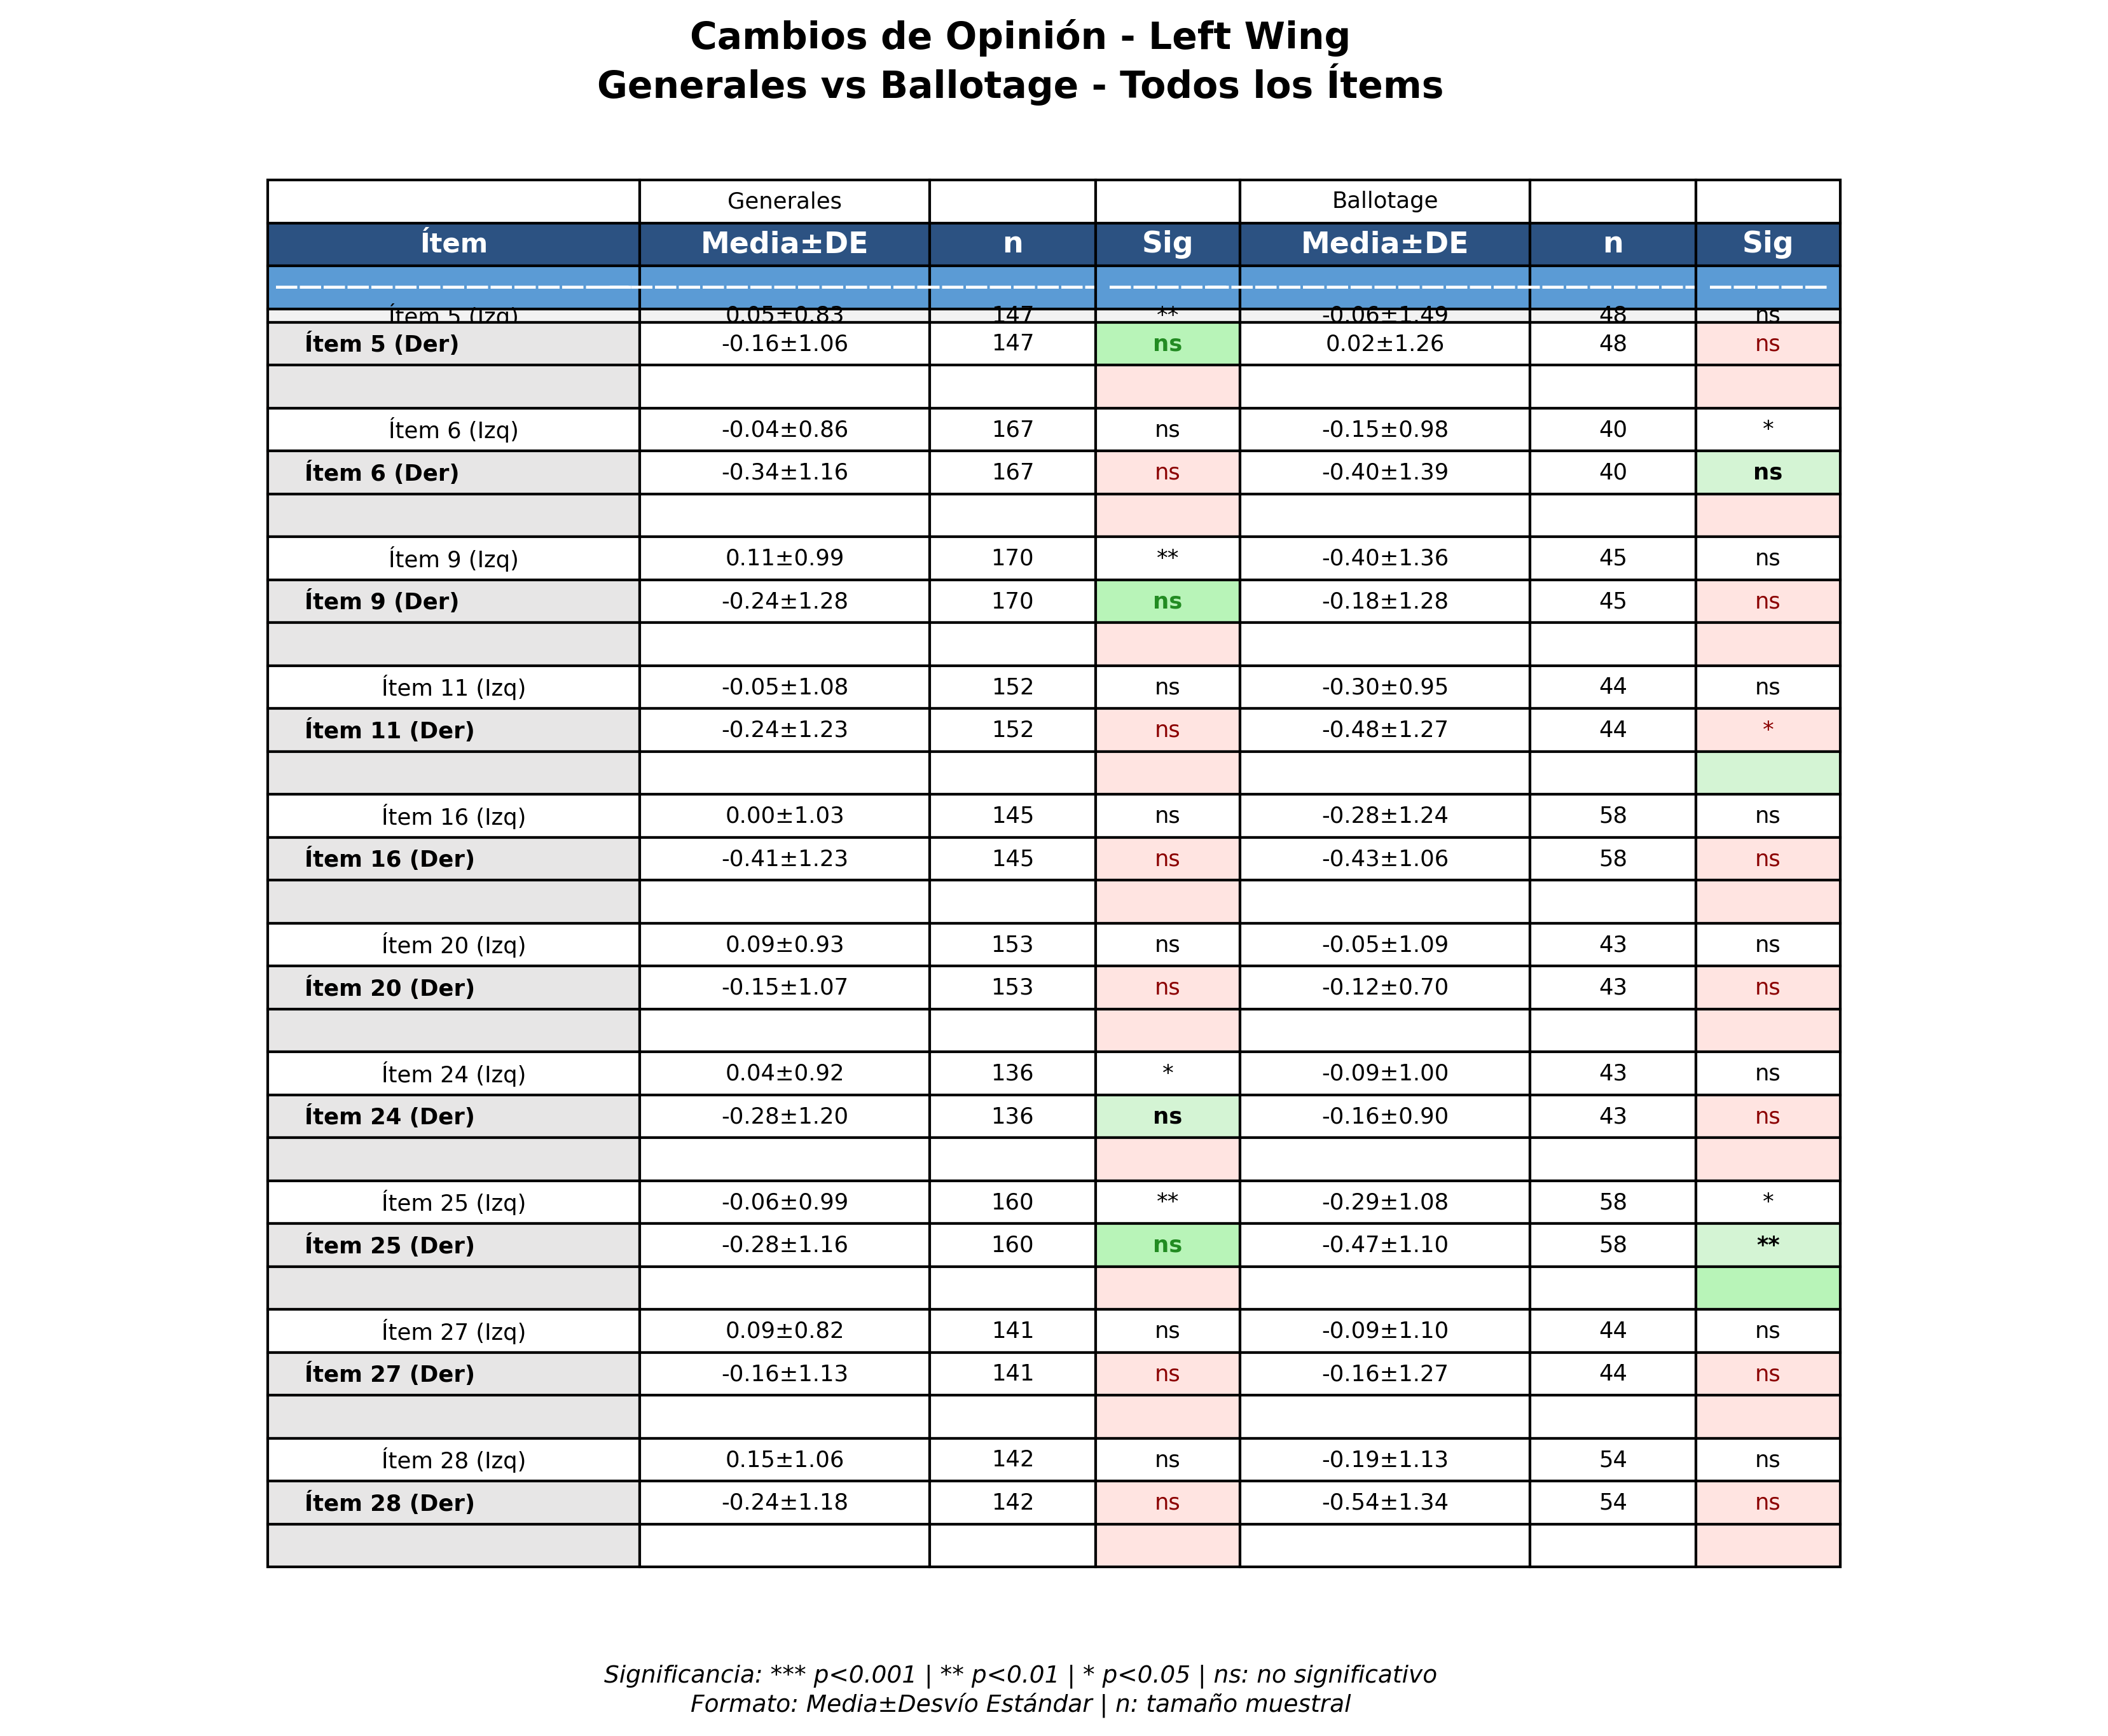 Cambios de Opinión - Left Wing
Generales vs Ballotage - Todos los Ítems
Generales Ballotage
Ítem Media±DE n Sig Media±DE n Sig
Ítem 5 (Izq) 0.05±0.83 147 ** -0.06±1.49 48 ns
Ítem 5 (Der) -0.16±1.06 147 ns 0.02±1.26 48 ns
Ítem 6 (Izq) -0.04±0.86 167 ns -0.15±0.98 40 *
Ítem 6 (Der) -0.34±1.16 167 ns -0.40±1.39 40 ns
Ítem 9 (Izq) 0.11±0.99 170 ** -0.40±1.36 45 ns
Ítem 9 (Der) -0.24±1.28 170 ns -0.18±1.28 45 ns
Ítem 11 (Izq) -0.05±1.08 152 ns -0.30±0.95 44 ns
Ítem 11 (Der) -0.24±1.23 152 ns -0.48±1.27 44 *
Ítem 16 (Izq) 0.00±1.03 145 ns -0.28±1.24 58 ns
Ítem 16 (Der) -0.41±1.23 145 ns -0.43±1.06 58 ns
Ítem 20 (Izq) 0.09±0.93 153 ns -0.05±1.09 43 ns
Ítem 20 (Der) -0.15±1.07 153 ns -0.12±0.70 43 ns
Ítem 24 (Izq) 0.04±0.92 136 * -0.09±1.00 43 ns
Ítem 24 (Der) -0.28±1.20 136 ns -0.16±0.90 43 ns
Ítem 25 (Izq) -0.06±0.99 160 ** -0.29±1.08 58 *
Ítem 25 (Der) -0.28±1.16 160 ns -0.47±1.10 58 **
Ítem 27 (Izq) 0.09±0.82 141 ns -0.09±1.10 44 ns
Ítem 27 (Der) -0.16±1.13 141 ns -0.16±1.27 44 ns
Ítem 28 (Izq) 0.15±1.06 142 ns -0.19±1.13 54 ns
Ítem 28 (Der) -0.24±1.18 142 ns -0.54±1.34 54 ns
Significancia: *** p<0.001 | ** p<0.01 | * p<0.05 | ns: no significativo
Formato: Media±Desvío Estándar | n: tamaño muestral